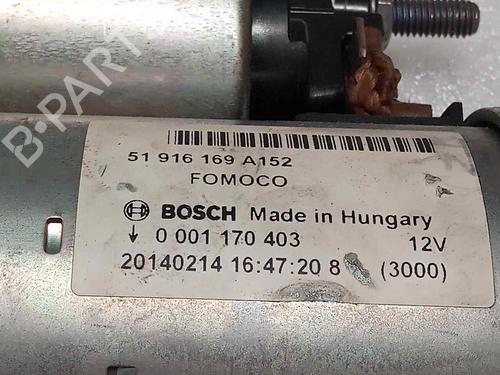 B-PARTS
51 916 169 A152
FOMOCO
BOSCH Made in Hungary
0 001 170 403 12V
20140214 16:47:20 8 (3000)